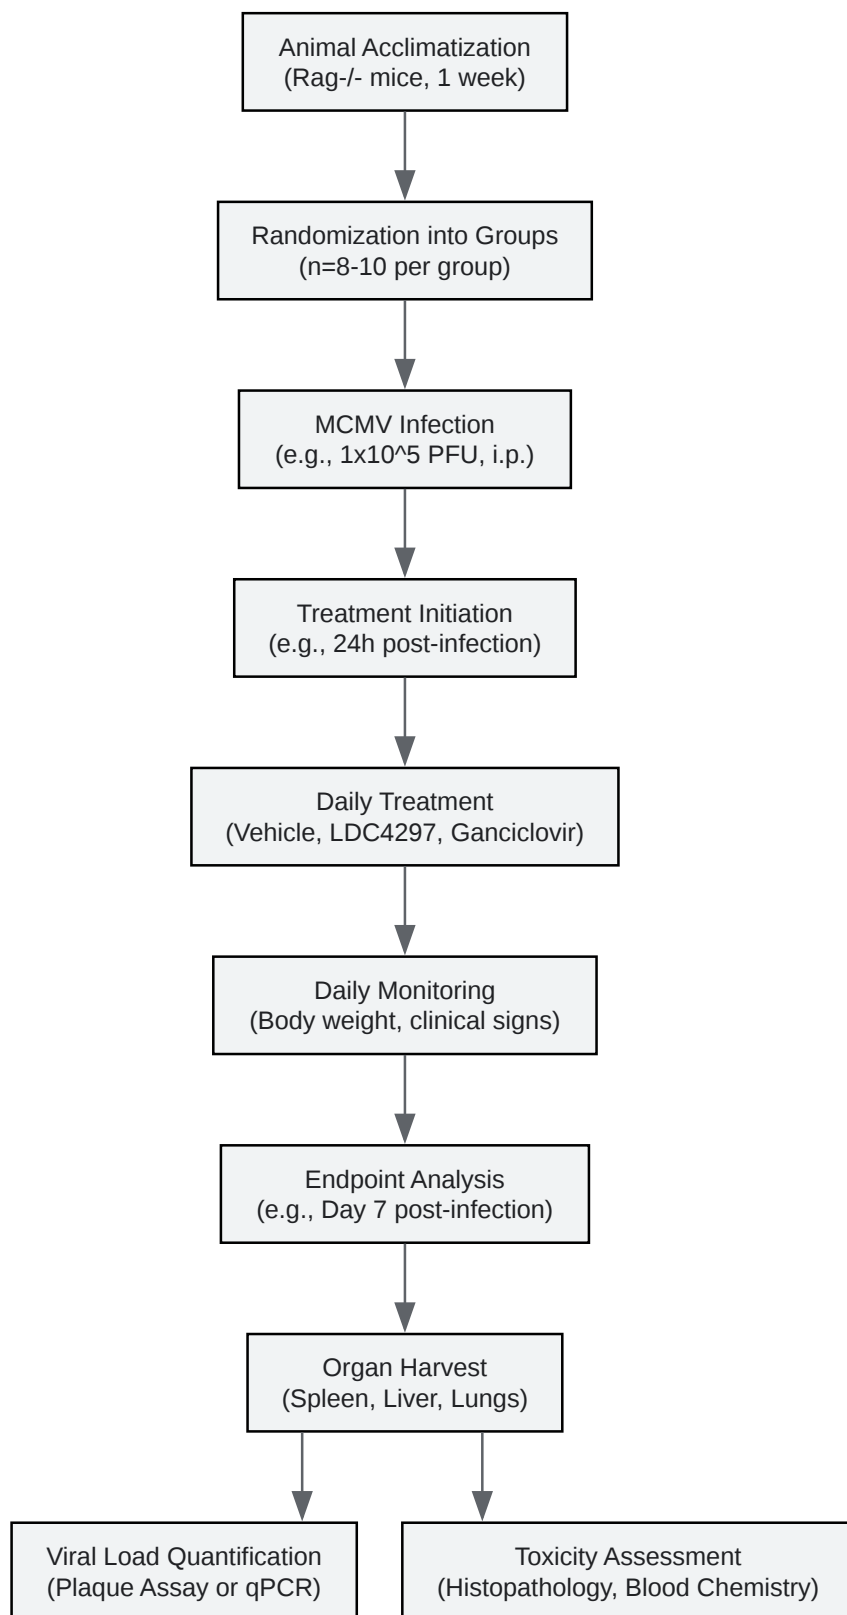 Animal Acclimatization
(Rag-/- mice, 1 week)
Randomization into Groups
(n=8-10 per group)
MCMV Infection
(e.g., 1x10^5 PFU, i.p.)
Treatment Initiation
(e.g., 24h post-infection)
Daily Treatment
(Vehicle, LDC4297, Ganciclovir)
Daily Monitoring
(Body weight, clinical signs)
Endpoint Analysis
(e.g., Day 7 post-infection)
Organ Harvest
(Spleen, Liver, Lungs)
Viral Load Quantification
(Plaque Assay or qPCR)
Toxicity Assessment
(Histopathology, Blood Chemistry)